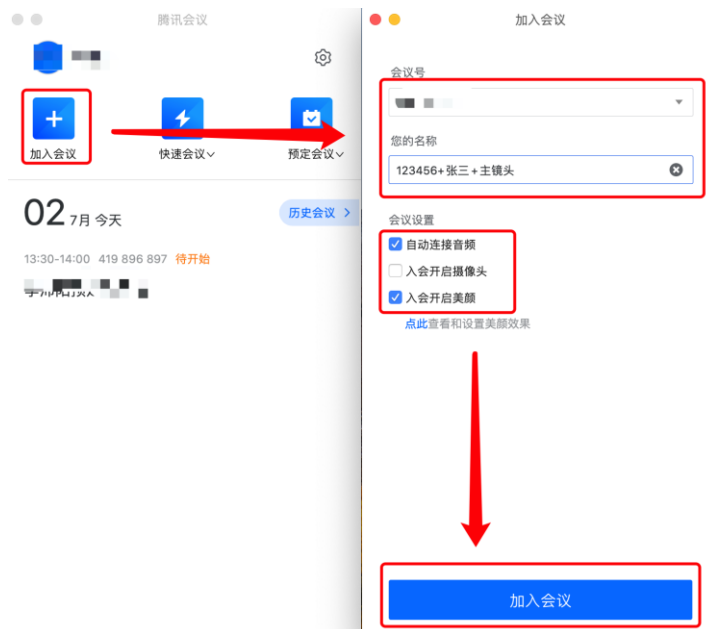 腾讯会议
加入会议
快速会议
预定会议
02 7月 今天
历史会议
13:30-14:00 419 896 897 待开始
加入会议
会议号
您的名称
123456+张三+主镜头
会议设置
自动连接音频
入会开启摄像头
入会开启美颜
点此查看和设置美颜效果
加入会议